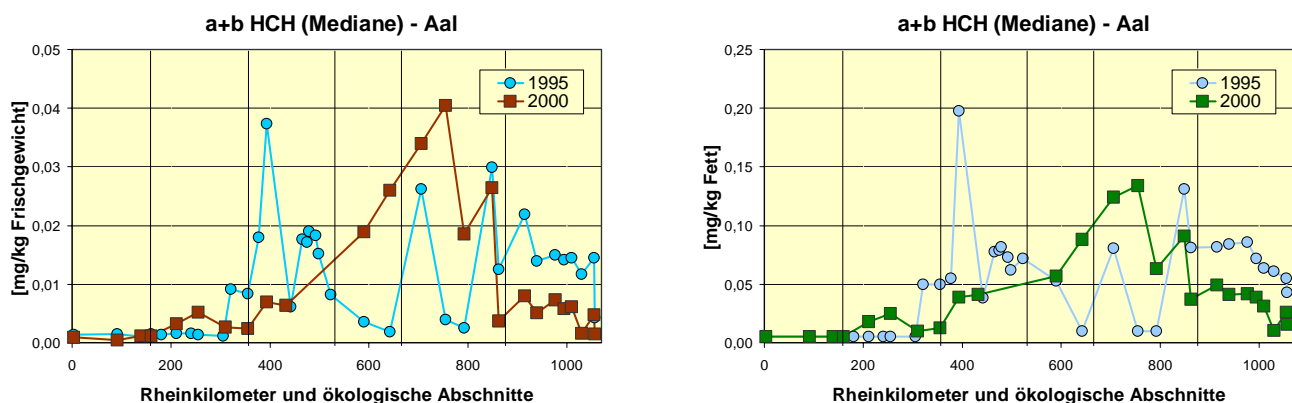 a+b HCH (Mediane) - Aal
0,05
0,04
0,03
0,02
0,01
0,00
[mg/kg Frischgewicht]
1995
2000
0 200 400 600 800 1000
Rheinkilometer und ökologische Abschnitte
a+b HCH (Mediane) - Aal
0,25
0,20
0,15
0,10
0,05
0,00
[mg/kg Fett]
1995
2000
0 200 400 600 800 1000
Rheinkilometer und ökologische Abschnitte